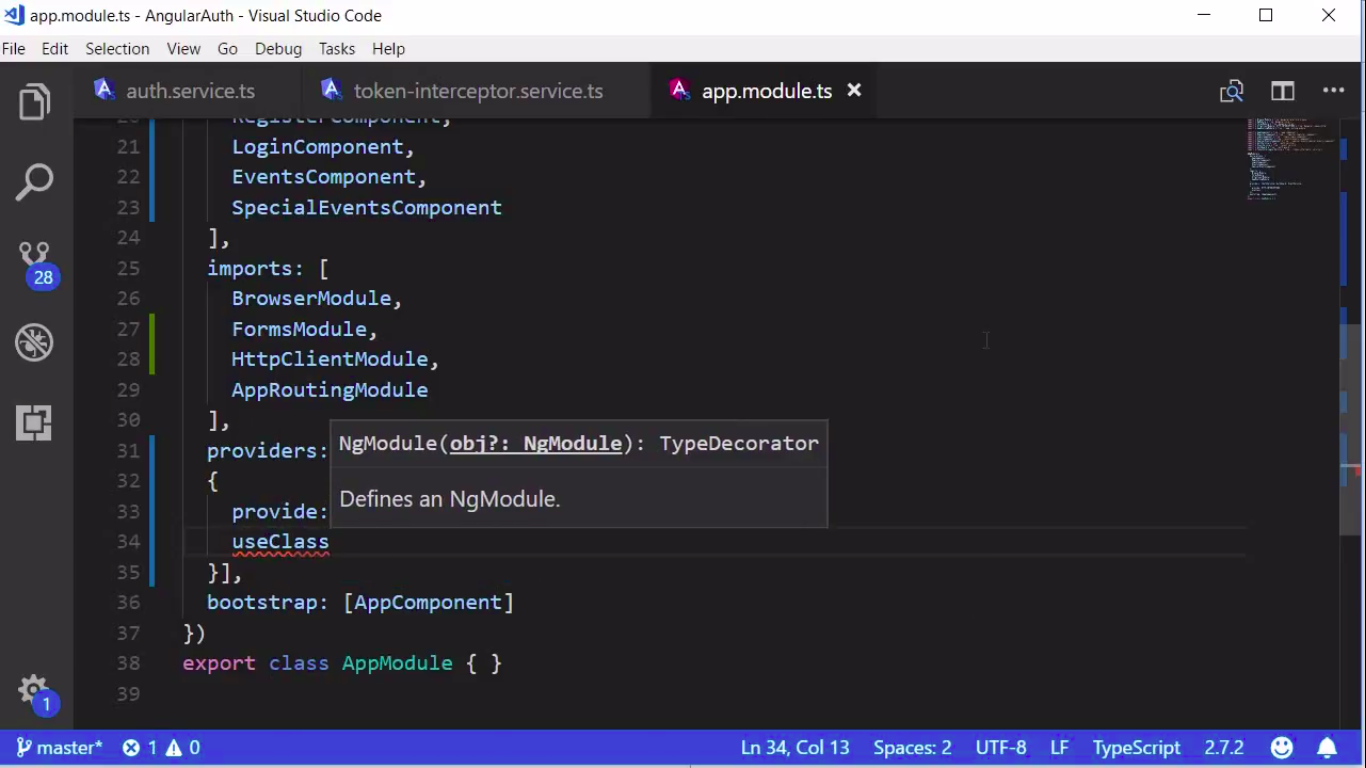 app.module.ts - AngularAuth - Visual Studio Code
File Edit Selection View Go Debug Tasks Help
auth.service.ts token-interceptor.service.ts app.module.ts
20 RegisterComponent,
21 LoginComponent,
22 EventsComponent,
23 SpecialEventsComponent
24 ],
25 imports: [
26 BrowserModule,
27 FormsModule,
28 HttpClientModule,
29 AppRoutingModule
30 ],
31 providers:
NgModule(obj?: NgModule): TypeDecorator
32 {
Defines an NgModule.
33 provide:
34 useClass
35 }],
36 bootstrap: [AppComponent]
37 })
38 export class AppModule { }
39
28
1
master* 1 0 Ln 34, Col 13 Spaces: 2 UTF-8 LF TypeScript 2.7.2